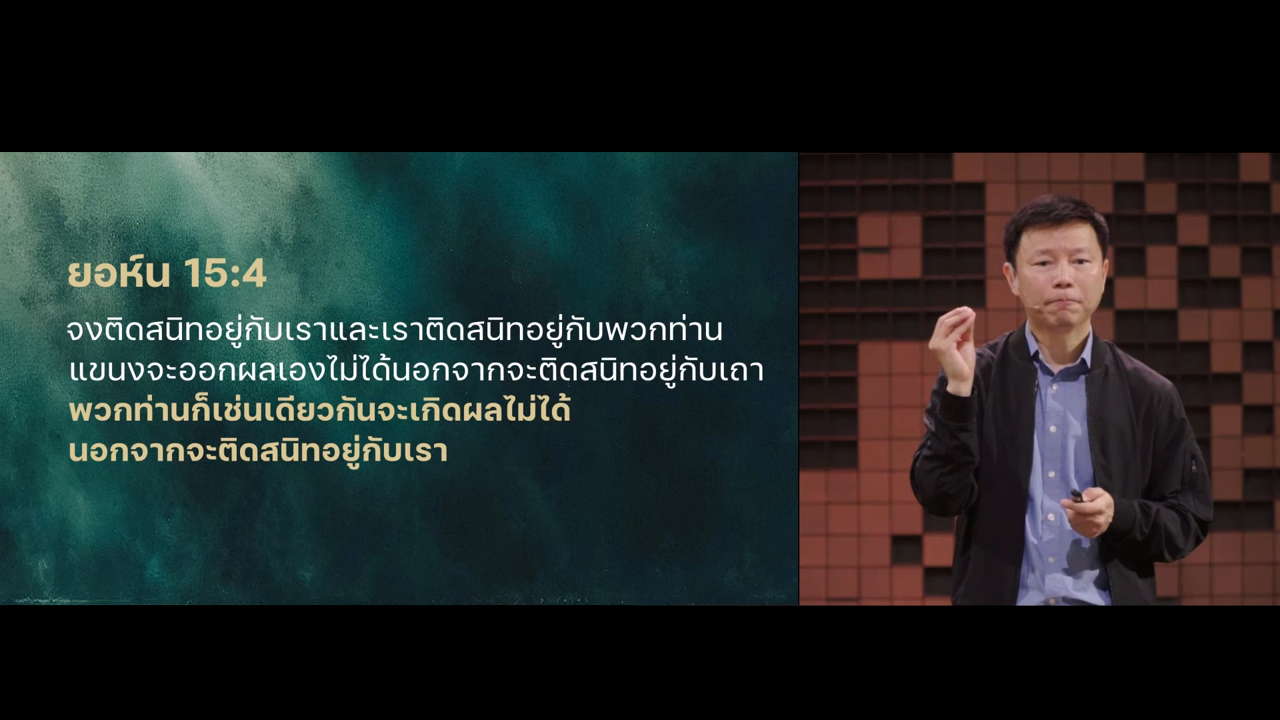 ยอห์น 15:4
จงติดสนิทอยู่กับเราและเราติดสนิทอยู่กับพวกท่าน
แขนงจะออกผลเองไม่ได้นอกจากจะติดสนิทอยู่กับเถา
พวกท่านก็เช่นเดียวกันจะเกิดผลไม่ได้
นอกจากจะติดสนิทอยู่กับเรา